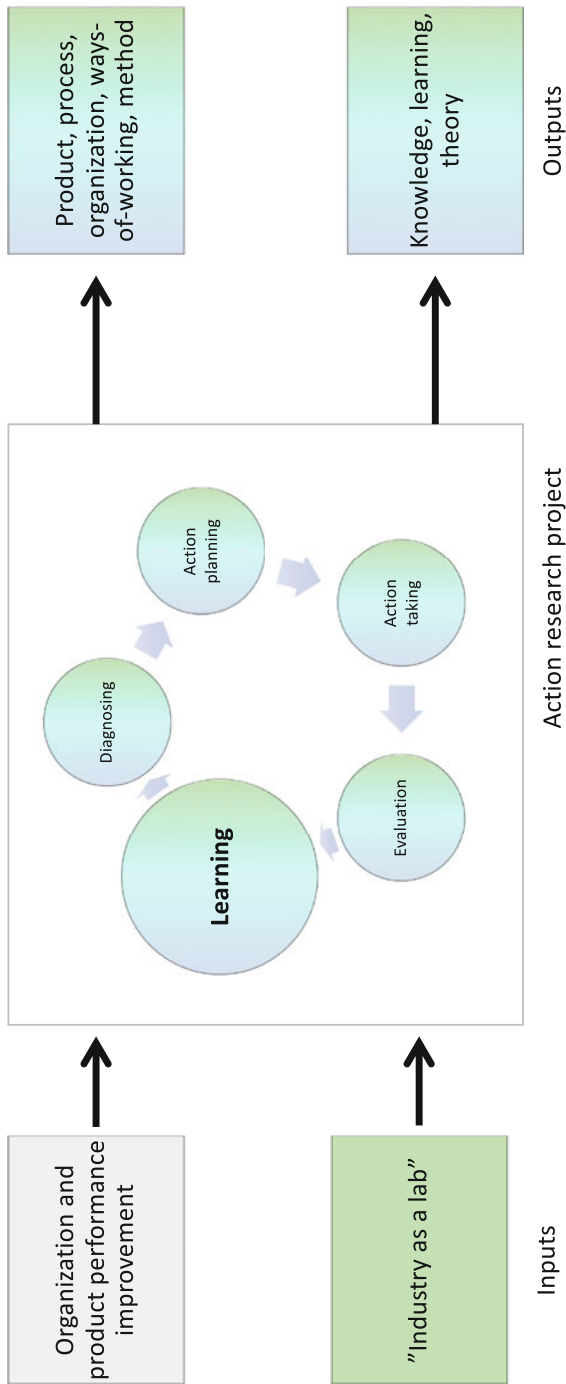 Organization and
product performance
improvement
”Industry as a lab”
Inputs
Learning
Diagnosing
Action
planning
Action
taking
Evaluation
Action research project
Product, process,
organization, ways-
of-working, method
Knowledge, learning,
theory
Outputs